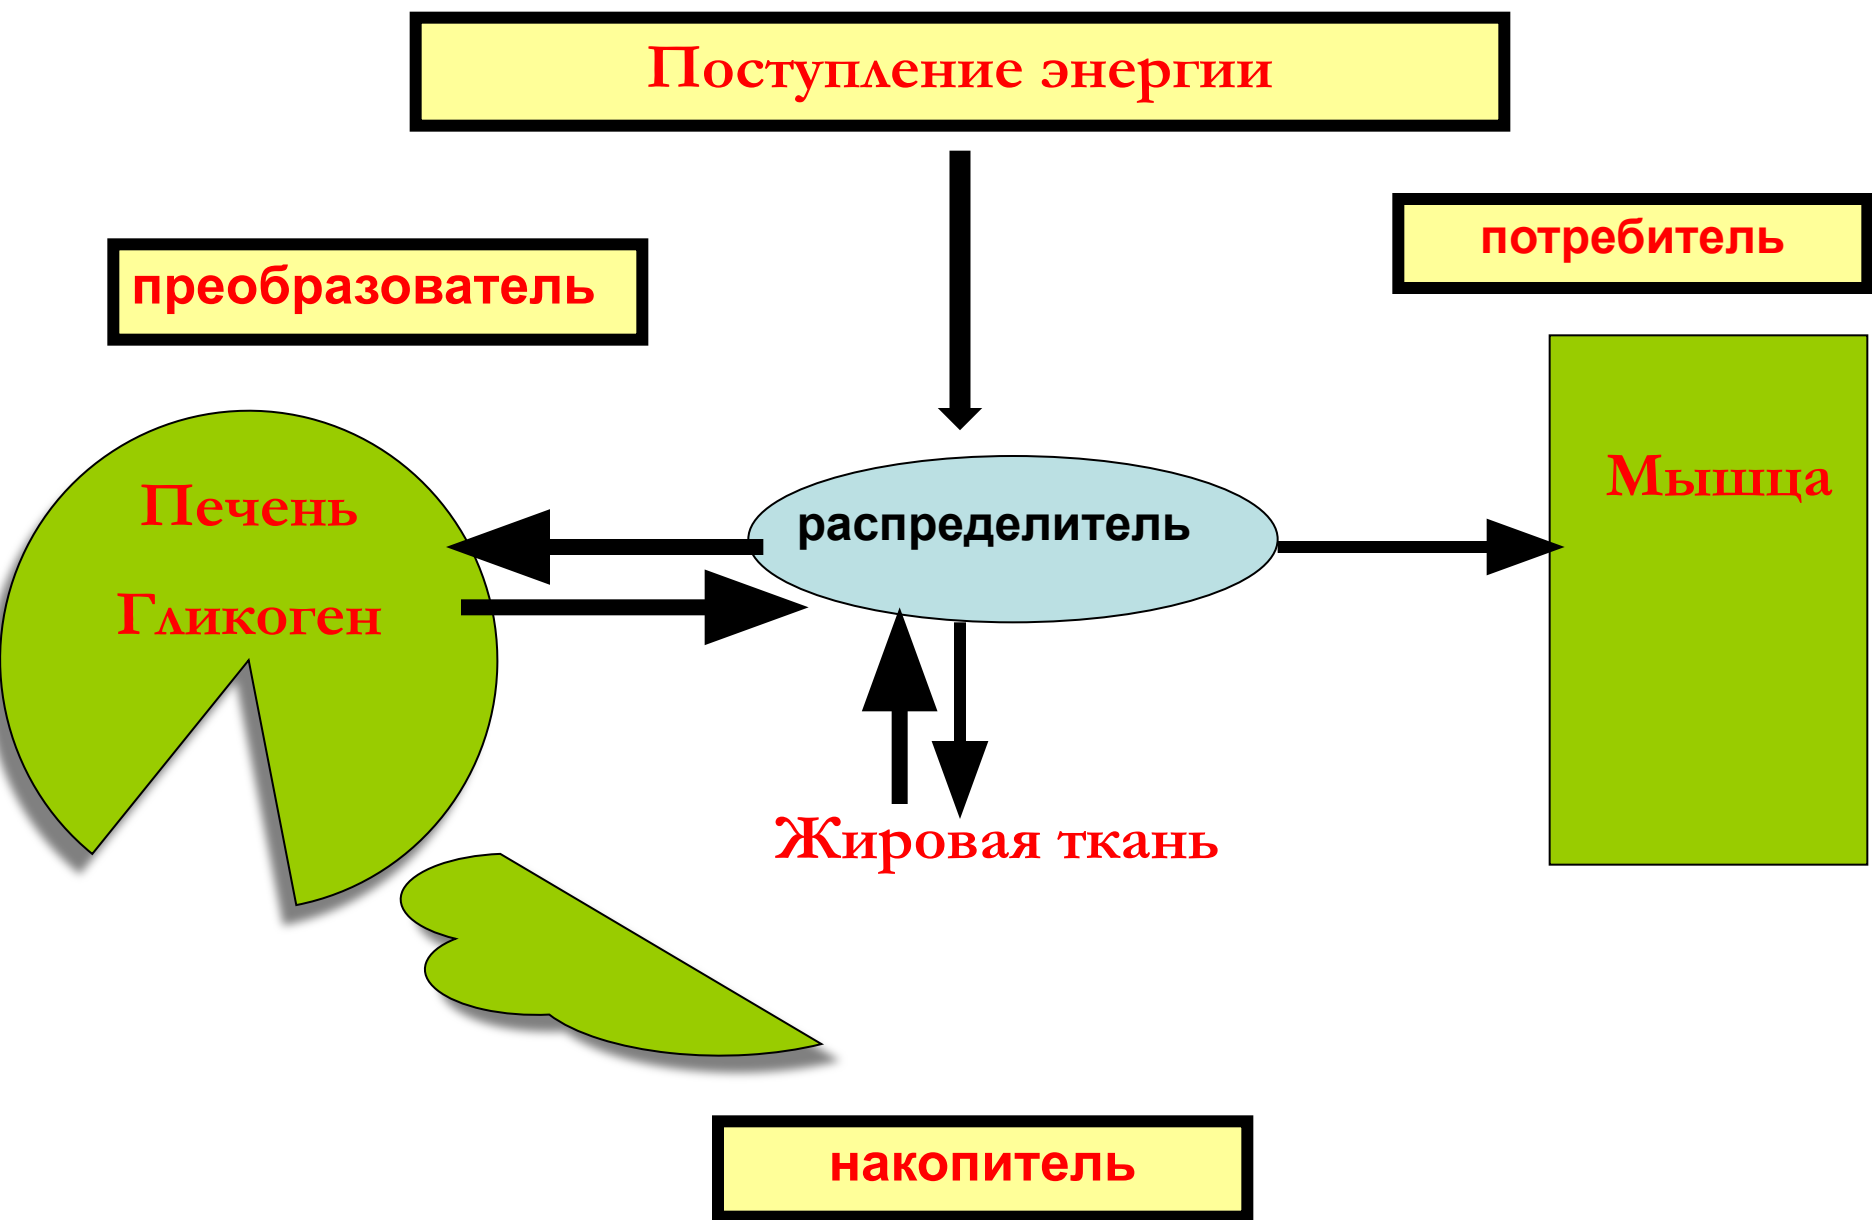 Поступление энергии
потребитель
преобразователь
Мышца
Печень
распределитель
Гликоген
Жировая ткань
накопитель